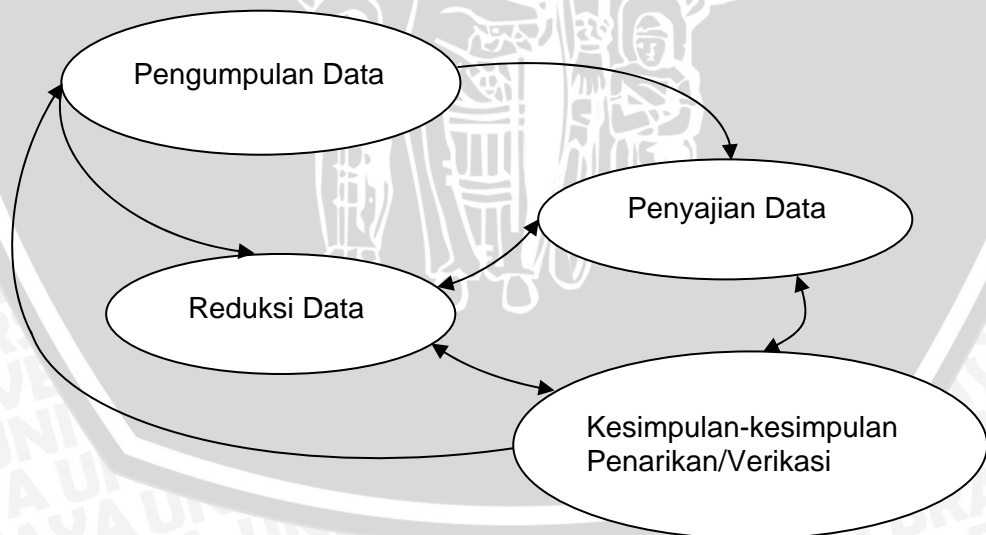 Pengumpulan Data
Penyajian Data
Reduksi Data
Kesimpulan-kesimpulan
Penarikan/Verikasi